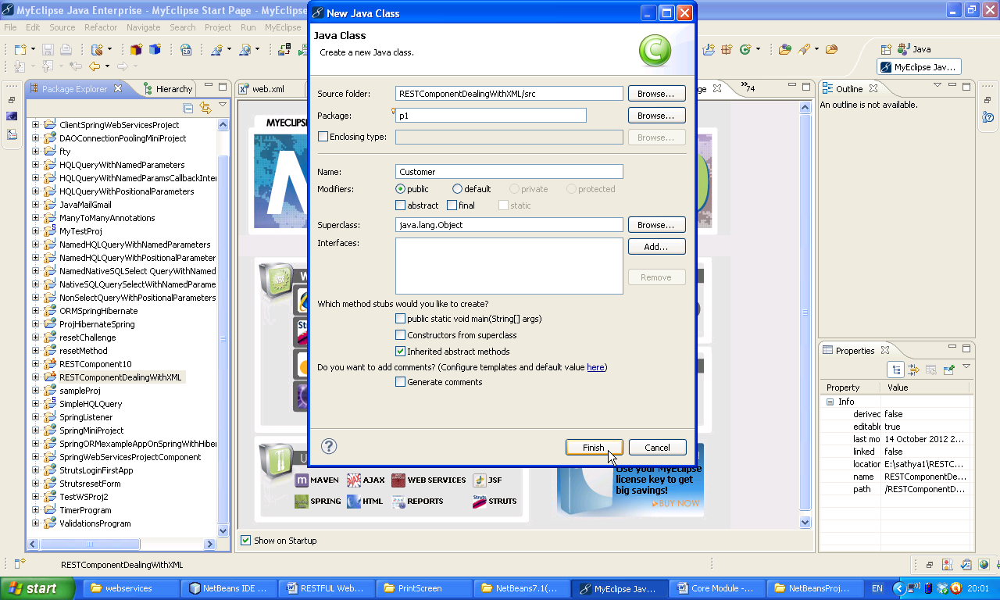 MyEclipse Java Enterprise - MyEclipse Start Page - MyEclipse
File Edit Source Refa
Search Project Run MyEclipse
New Java Class
Java Class
Create a new Java class.
Java
MyEclipse Jav...
Package Explorer
Hierarchy
web.xml
74
Outline
An outline is not available.
ClientSpringWebServicesProject
DAOConnectionPoolingMiniProject
fty
HQLQueryWithNamedParameters
HQLQueryWithNamedParamsCallbackInter
HQLQueryWithPositionalParameters
JavaMailGmail
ManyToManyAnnotations
MyTestProj
NamedHQLQueryWithNamedParameters
NamedHQLQueryWithPositionalParameter
NamedNativeSQLSelect QueryWithNamed
NativeSQLQuerySelectWithNamedParame
NonSelectQueryWithPositionalParameters
ORMSpringHibernate
ProjHibernateSpring
resetChallenge
resetMethod
RESTComponent10
RESTComponentDealingWithXML
sampleProj
SimpleHQLQuery
SpringListener
SpringMiniProject
SpringORMexampleAppOnSpringWithHiber
SpringWebServicesProjectComponent
StrutsLoginFirstApp
StrutsresetForm
TestWSProj2
TimerProgram
ValidationsProgram
MYECLIPSE
Source folder: RESTComponentDealingWithXML/src Browse...
Package: p1 Browse...
Enclosing type: Browse...
Name: Customer
Modifiers: public default private protected
abstract final static
Superclass: java.lang.Object Browse...
Interfaces: Add...
Remove
Which method stubs would you like to create?
public static void main(String[] args)
Constructors from superclass
Inherited abstract methods
Do you want to add comments? (Configure templates and default value here)
Generate comments
? Finish Cancel
MAVEN AJAX WEB SERVICES JSF
SPRING HTML REPORTS STRUTS
Use your MyEclipse
license key to get
big savings!
BUY NOW
Show on Startup
Properties
Property Value
Info
derived false
editable true
last mo 14 October 2012 2...
linked false
location E:\sathya1\RESTC...
name RESTComponentDe...
path /RESTComponentD...
RESTComponentDealingWithXML
start webservices NetBeans IDE ... RESTFUL Web... PrintScreen NetBeans7.1(... MyEclipse Jav... Core Module -... NetBeansProj... EN 20:01